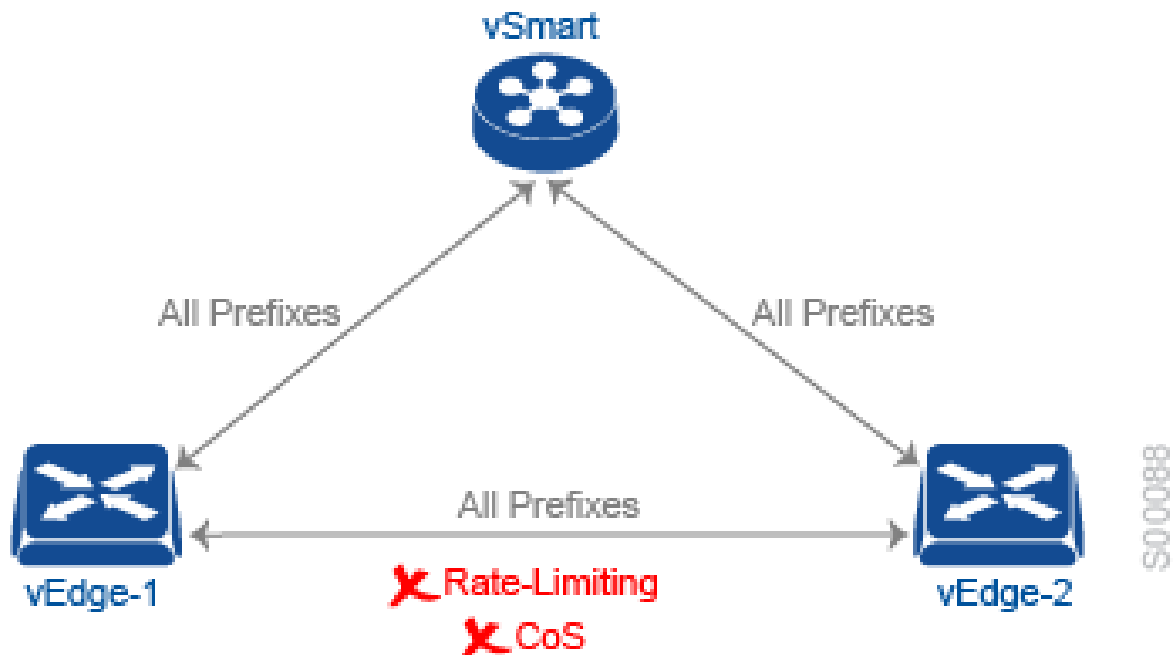 vSmart
All Prefixes
All Prefixes
All Prefixes
vEdge-1
Rate-Limiting
CoS
vEdge-2
S00088